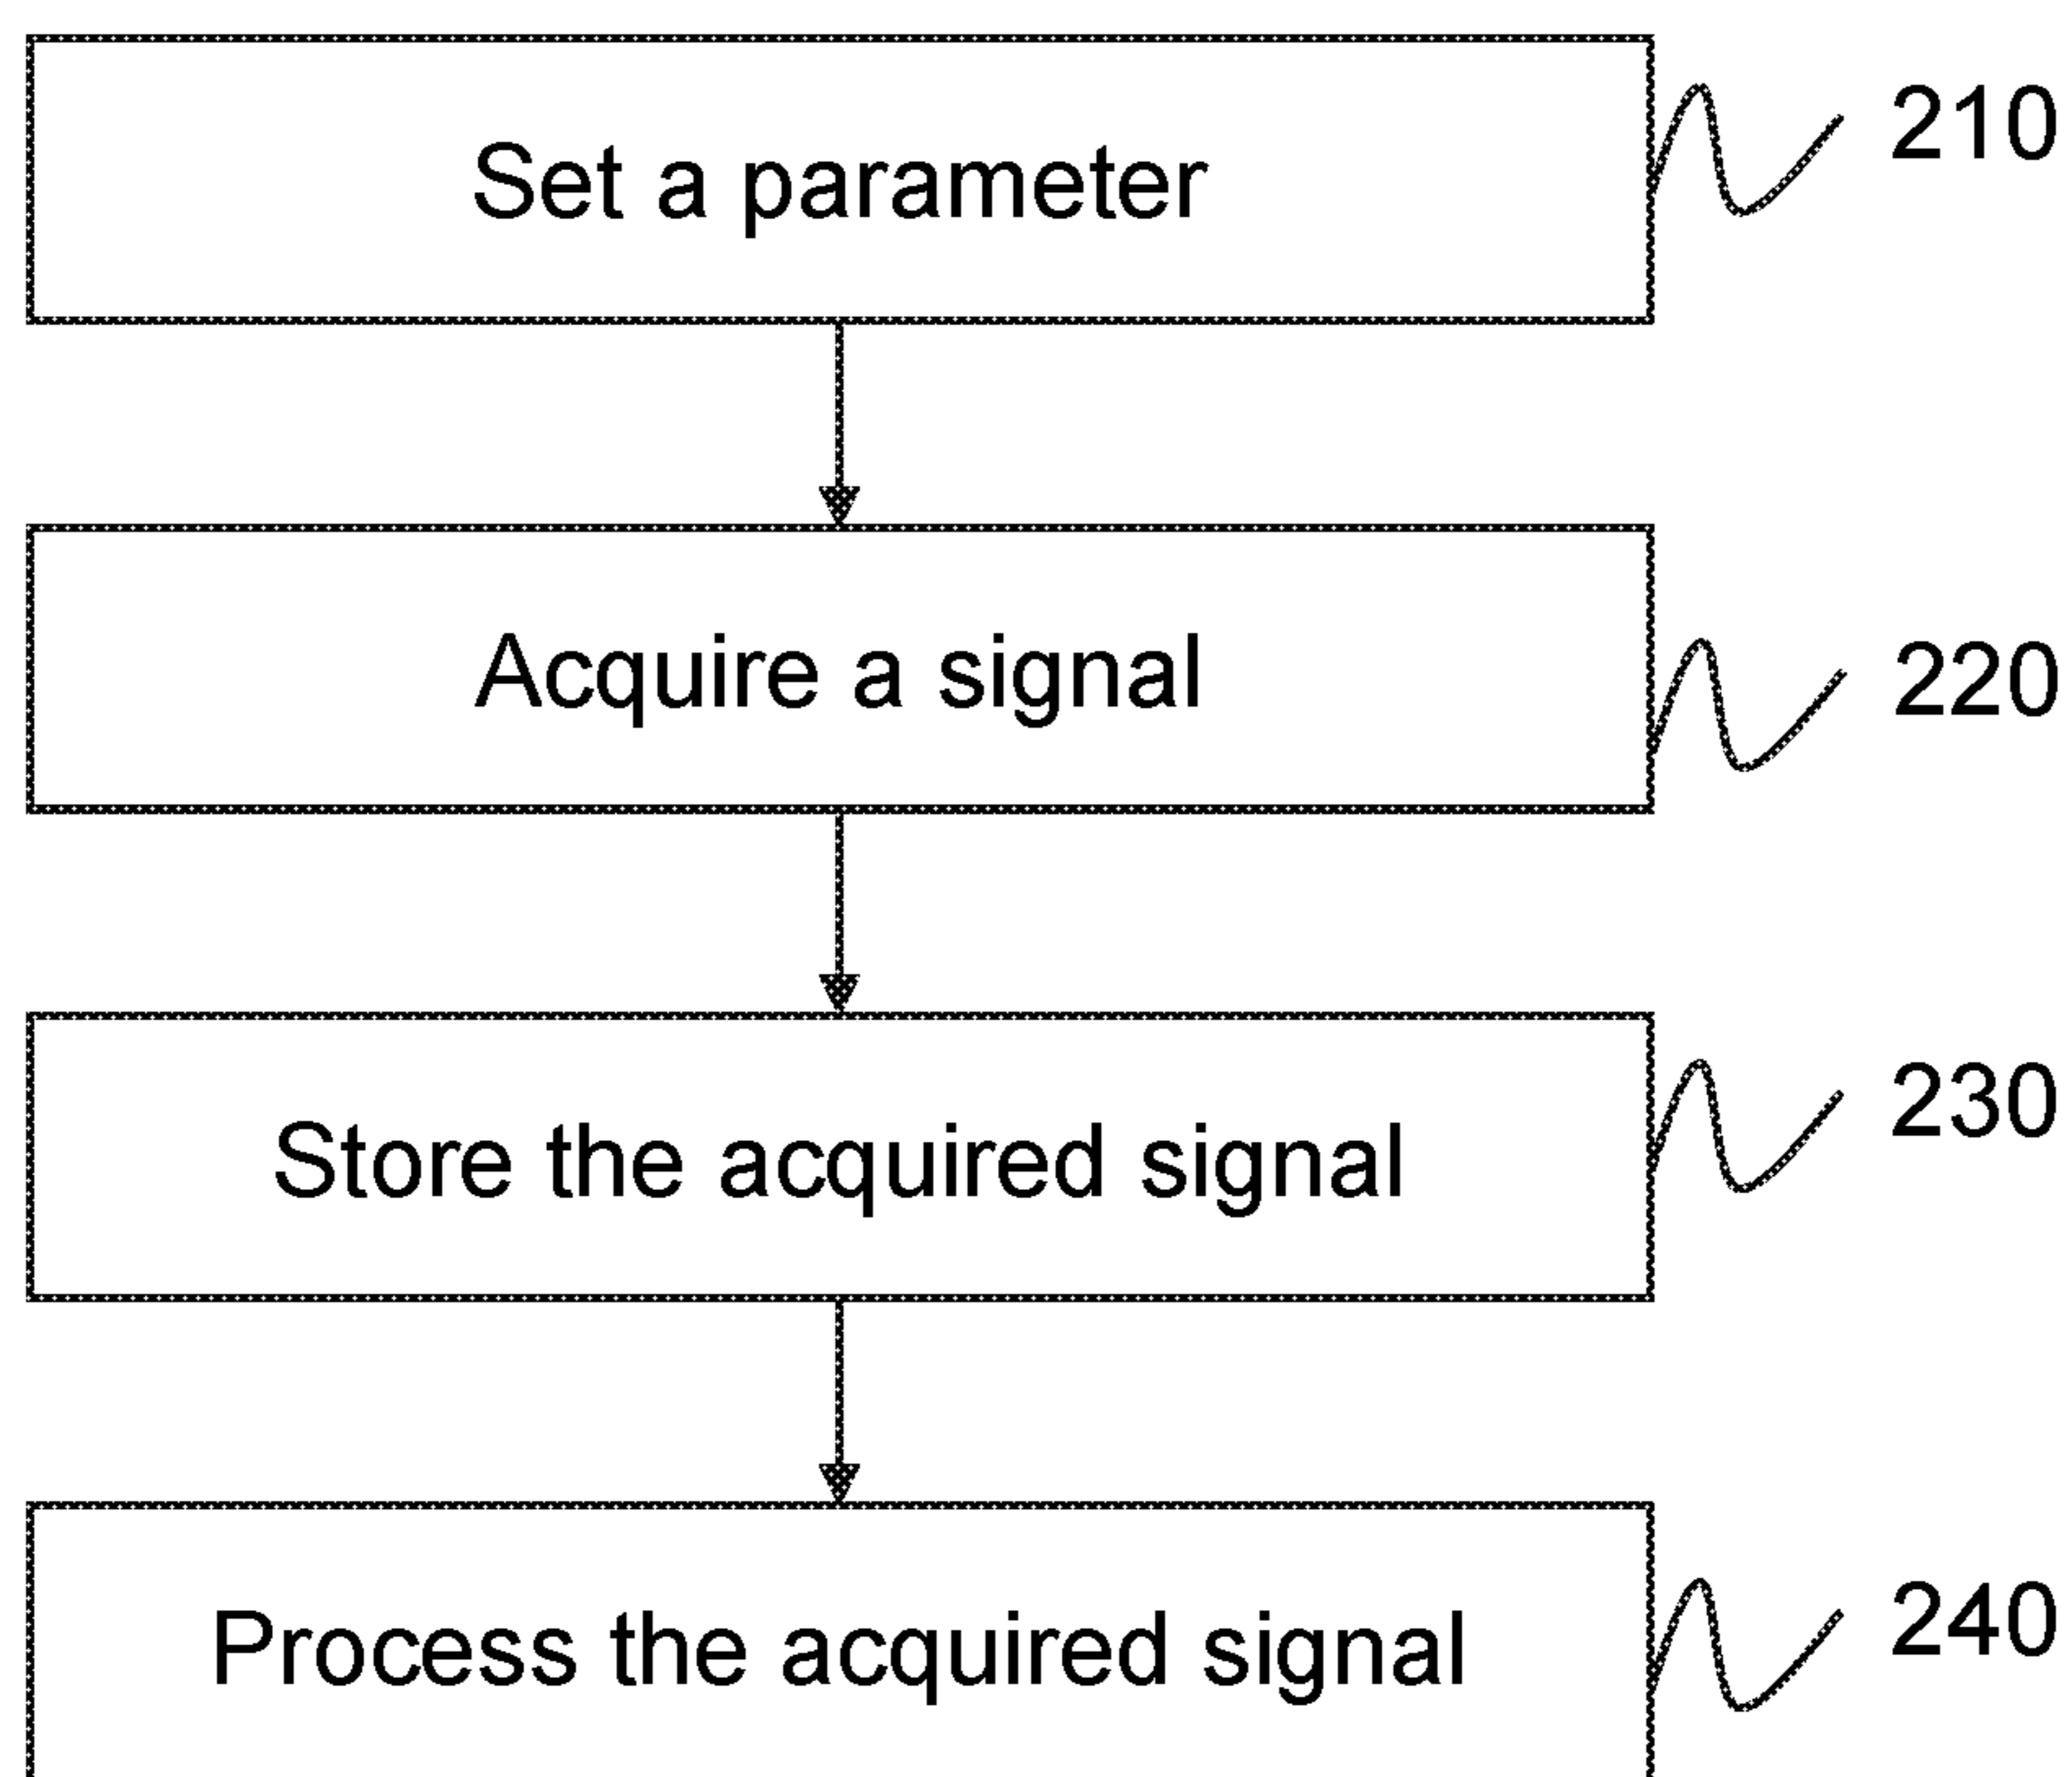 Set a parameter
210
Acquire a signal
220
Store the acquired signal
230
Process the acquired signal
240